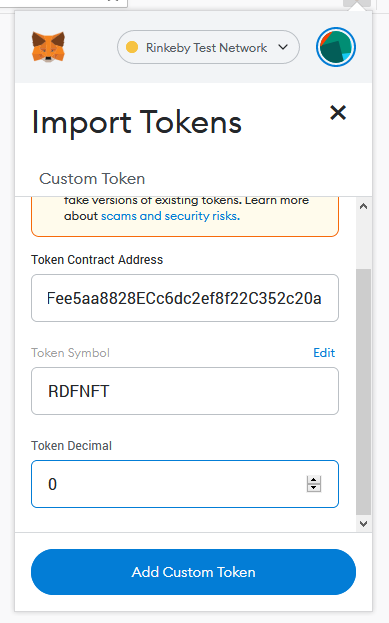 Rinkeby Test Network
Import Tokens
Custom Token
fake versions of existing tokens. Learn more
about scams and security risks.
Token Contract Address
Fee5aa8828ECc6dc2ef8f22C352c20a
Token Symbol
Edit
RDFNFT
Token Decimal
0
Add Custom Token